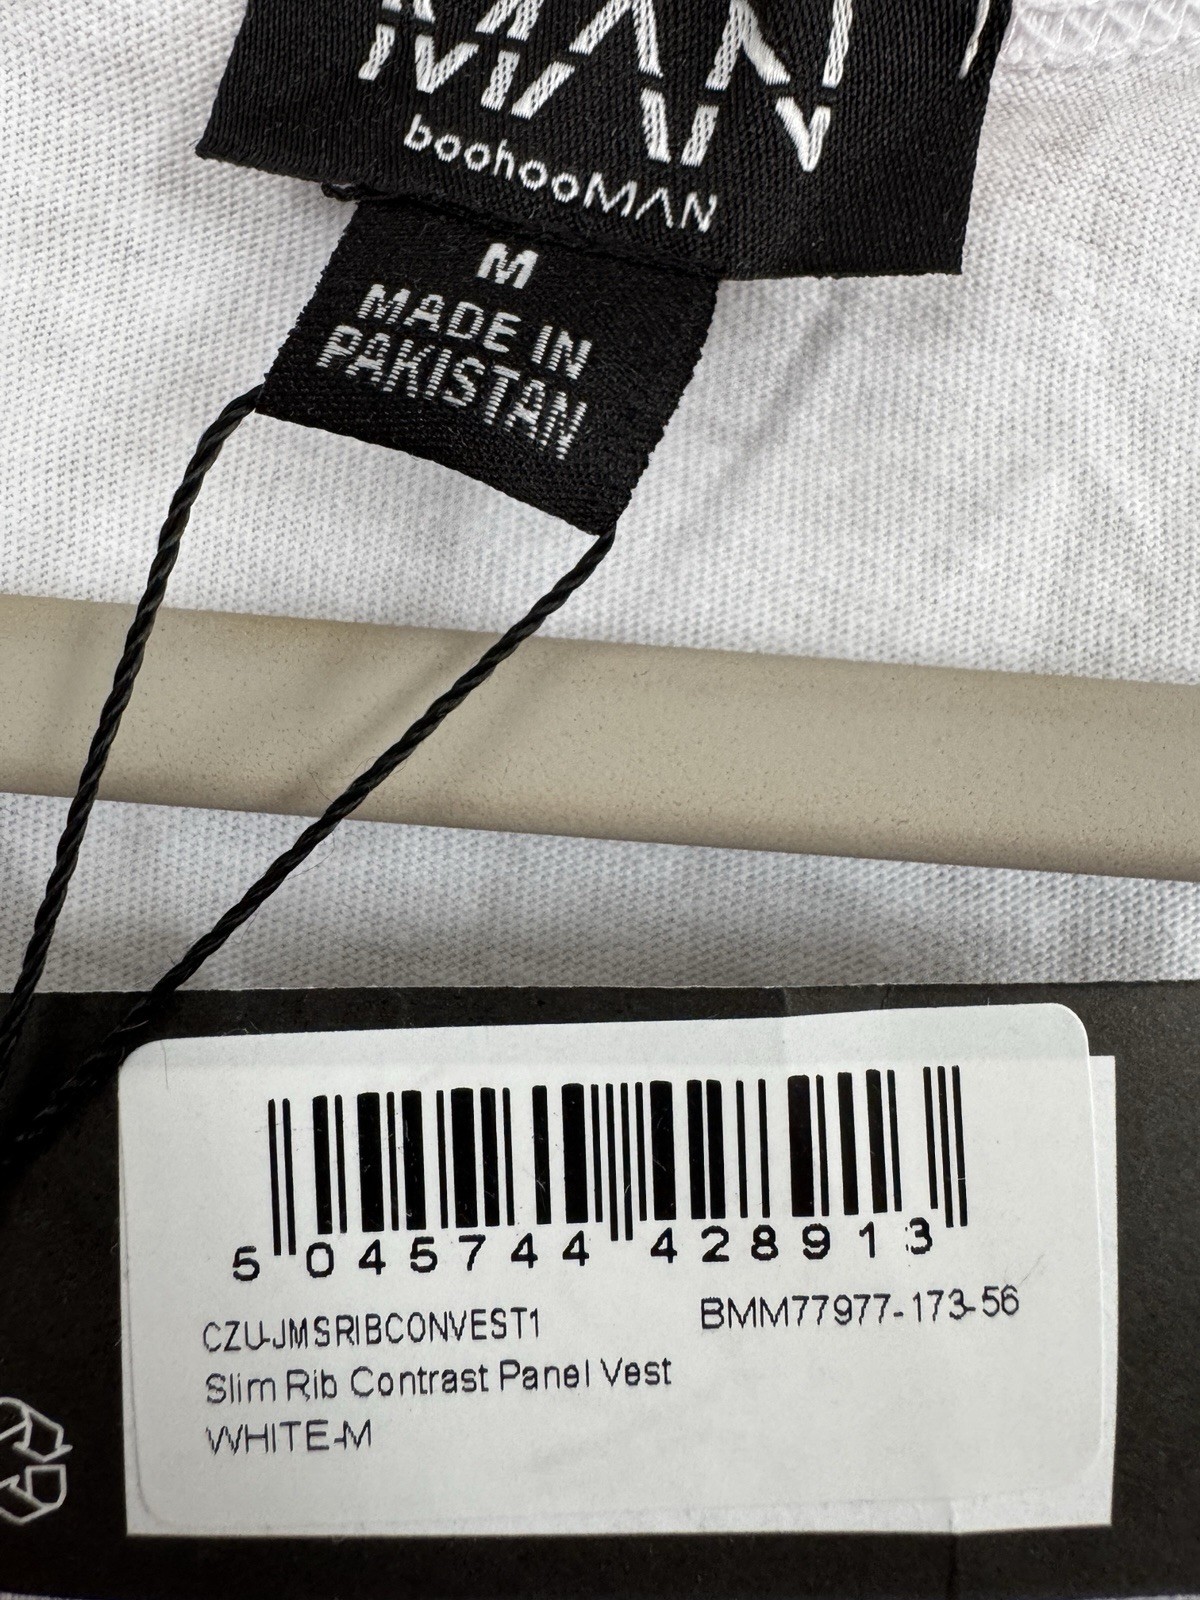 MAN
boohooMAN
M
MADE IN
PAKISTAN
5 045744 428913
CZU-JMSRIBCONVEST1 BMM77977-173-56
Slim Rib Contrast Panel Vest
WHITE-M